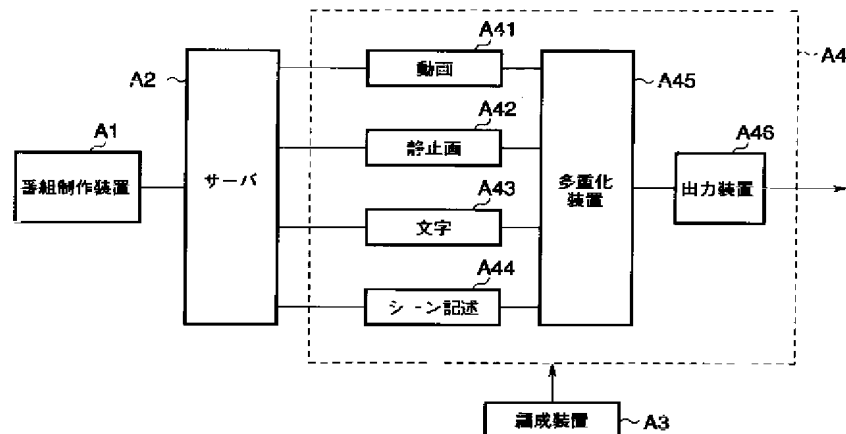 A41
動画
A4
A2
A45
A42
静止画
A46
A1
番組制作装置
サーバ
A43
文字
多重化
装置
出力装置
A44
シーン記述
編成装置
A3